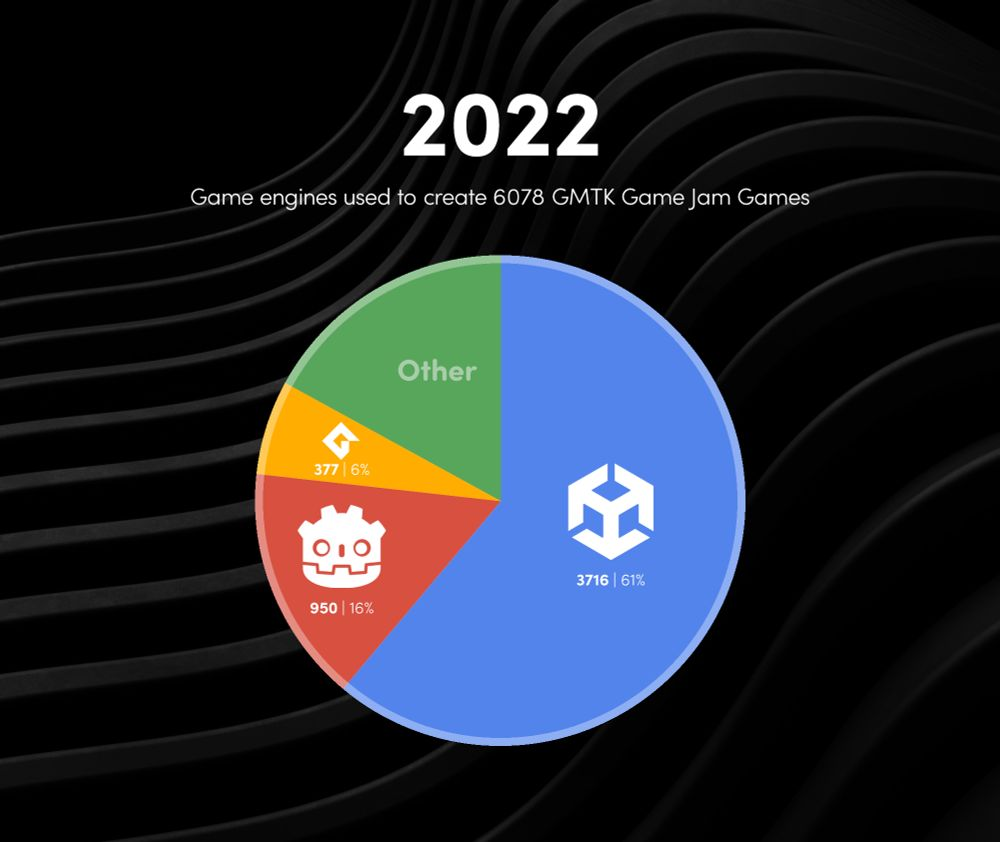 2022
Game engines used to create 6078 GMTK Game Jam Games
Other
377 | 6%
3716 | 61%
950 | 16%